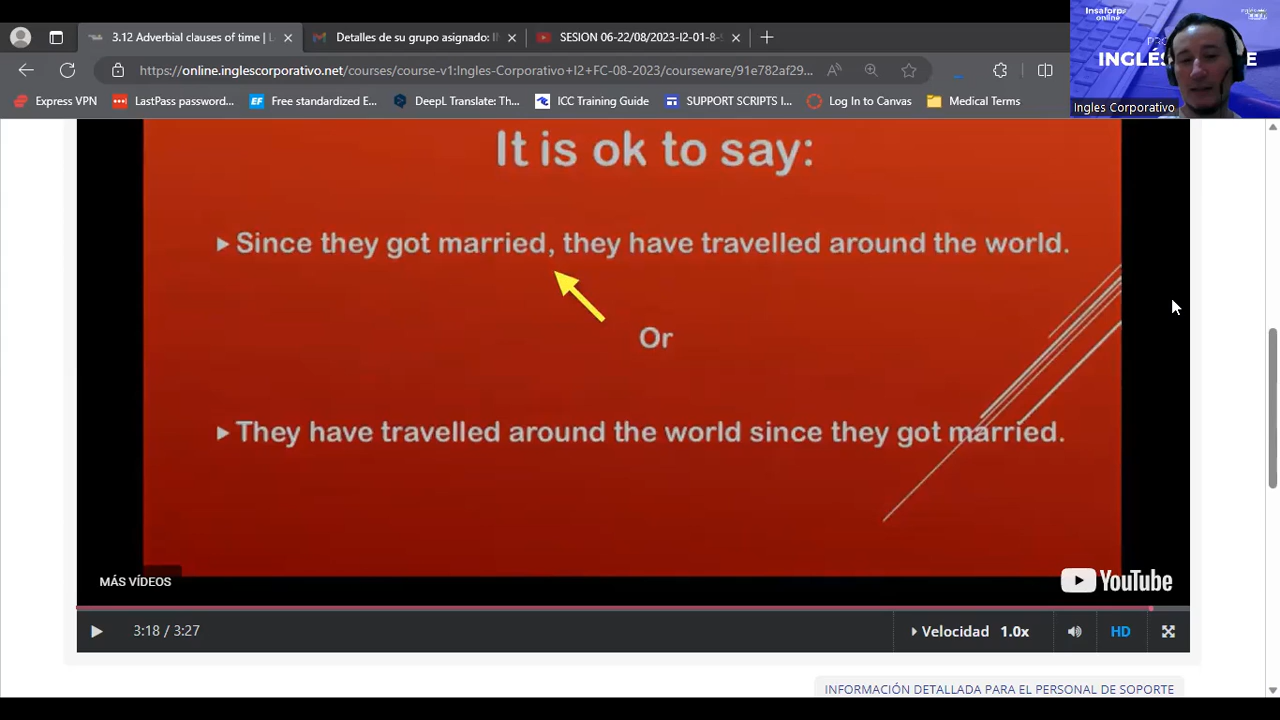 3.12 Adverbial clauses of time | L
Detalles de su grupo asignado: I
SESION 06-22/08/2023-I2-01-8-
https://online.inglescorporativo.net/courses/course-v1:Ingles-Corporativo+I2+FC-08-2023/courseware/91e782af29...
Express VPN
LastPass password...
Free standardized E...
DeepL Translate: Th...
ICC Training Guide
SUPPORT SCRIPTS I...
Log In to Canvas
Medical Terms
Insaforp
online
INGLÉS
E
Ingles Corporativo
It is ok to say:
Since they got married, they have travelled around the world.
Or
They have travelled around the world since they got married.
MÁS VÍDEOS
YouTube
3:18 / 3:27
Velocidad 1.0x
HD
INFORMACIÓN DETALLADA PARA EL PERSONAL DE SOPORTE